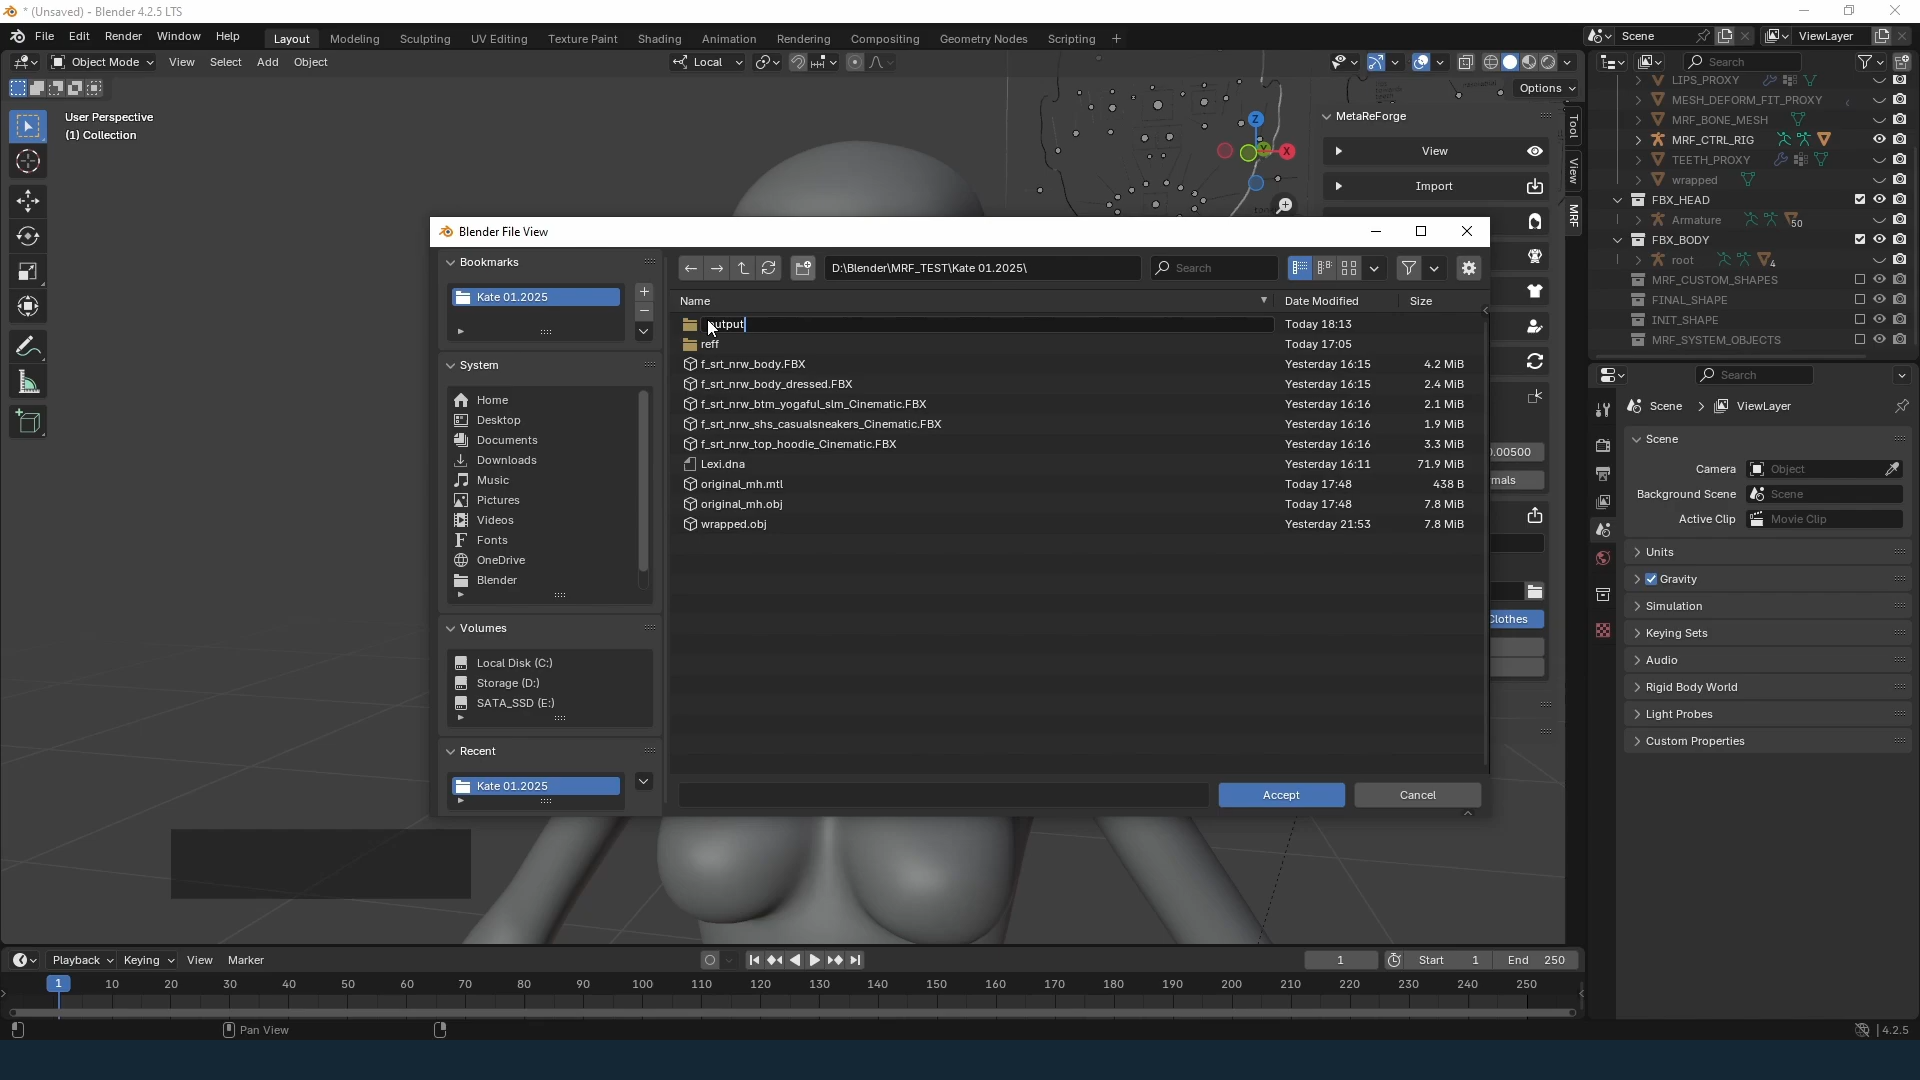 * (Unsaved) - Blender 4.2.5 LTS
File Edit Render Window Help Layout Modeling Sculpting UV Editing Texture Paint Shading Animation Rendering Compositing Geometry Nodes Scripting + Scene ViewLayer
Object Mode View Select Add Object Local Search
Options
User Perspective
(1) Collection
MetaReForge
View
Import
Tool
View
MRF
Z
X
LIPS_PROXY
MESH_DEFORM_FIT_PROXY
MRF_BONE_MESH
MRF_CTRL_RIG
TEETH_PROXY
wrapped
FBX_HEAD
Armature 50
FBX_BODY
root 4
MRF_CUSTOM_SHAPES
FINAL_SHAPE
INIT_SHAPE
MRF_SYSTEM_OBJECTS
Blender File View
Bookmarks
Kate 01.2025
System
Home
Desktop
Documents
Downloads
Music
Pictures
Videos
Fonts
OneDrive
Blender
Volumes
Local Disk (C:)
Storage (D:)
SATA_SSD (E:)
Recent
Kate 01.2025
D:\Blender\MRF_TEST\Kate 01.2025\ Search
Name Date Modified Size
utput Today 18:13
reff Today 17:05
f_srt_nrw_body.FBX Yesterday 16:15 4.2 MiB
f_srt_nrw_body_dressed.FBX Yesterday 16:15 2.4 MiB
f_srt_nrw_btm_yogaful_slm_Cinematic.FBX Yesterday 16:16 2.1 MiB
f_srt_nrw_shs_casualsneakers_Cinematic.FBX Yesterday 16:16 1.9 MiB
f_srt_nrw_top_hoodie_Cinematic.FBX Yesterday 16:16 3.3 MiB
Lexi.dna Yesterday 16:11 71.9 MiB
original_mh.mtl Today 17:48 438 B
original_mh.obj Today 17:48 7.8 MiB
wrapped.obj Yesterday 21:53 7.8 MiB
Accept Cancel
0.00500
mals
Clothes
Search
Scene > ViewLayer
Scene
Camera Object
Background Scene Scene
Active Clip Movie Clip
Units
Gravity
Simulation
Keying Sets
Audio
Rigid Body World
Light Probes
Custom Properties
Playback Keying View Marker 1 Start 1 End 250
1 10 20 30 40 50 60 70 80 90 100 110 120 130 140 150 160 170 180 190 200 210 220 230 240 250
Pan View 4.2.5